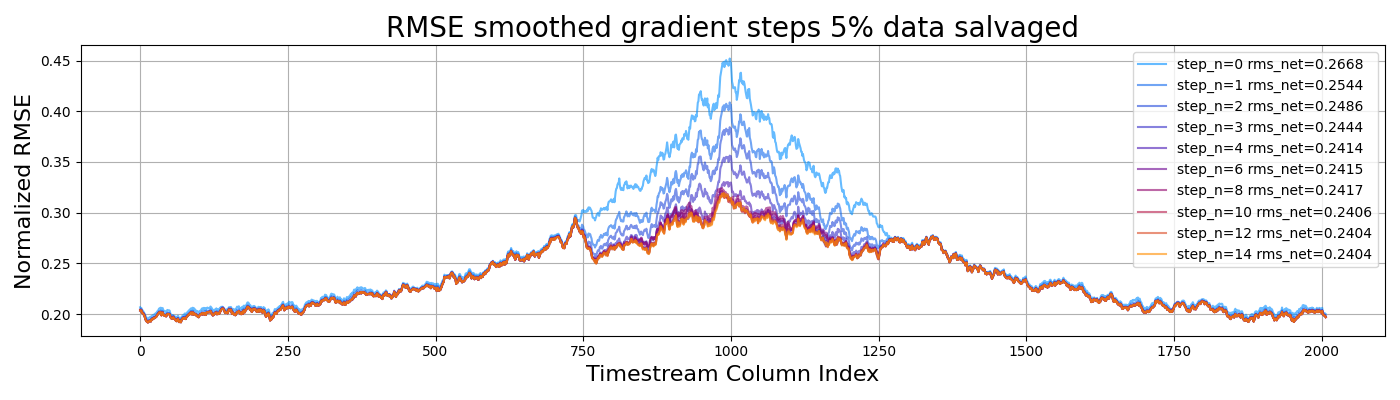 RMSE smoothed gradient steps 5% data salvaged
Normalized RMSE
0.45
0.40
0.35
0.30
0.25
0.20
step_n=0 rms_net=0.2668
step_n=1 rms_net=0.2544
step_n=2 rms_net=0.2486
step_n=3 rms_net=0.2444
step_n=4 rms_net=0.2414
step_n=6 rms_net=0.2415
step_n=8 rms_net=0.2417
step_n=10 rms_net=0.2406
step_n=12 rms_net=0.2404
step_n=14 rms_net=0.2404
0 250 500 750 1000 1250 1500 1750 2000
Timestream Column Index